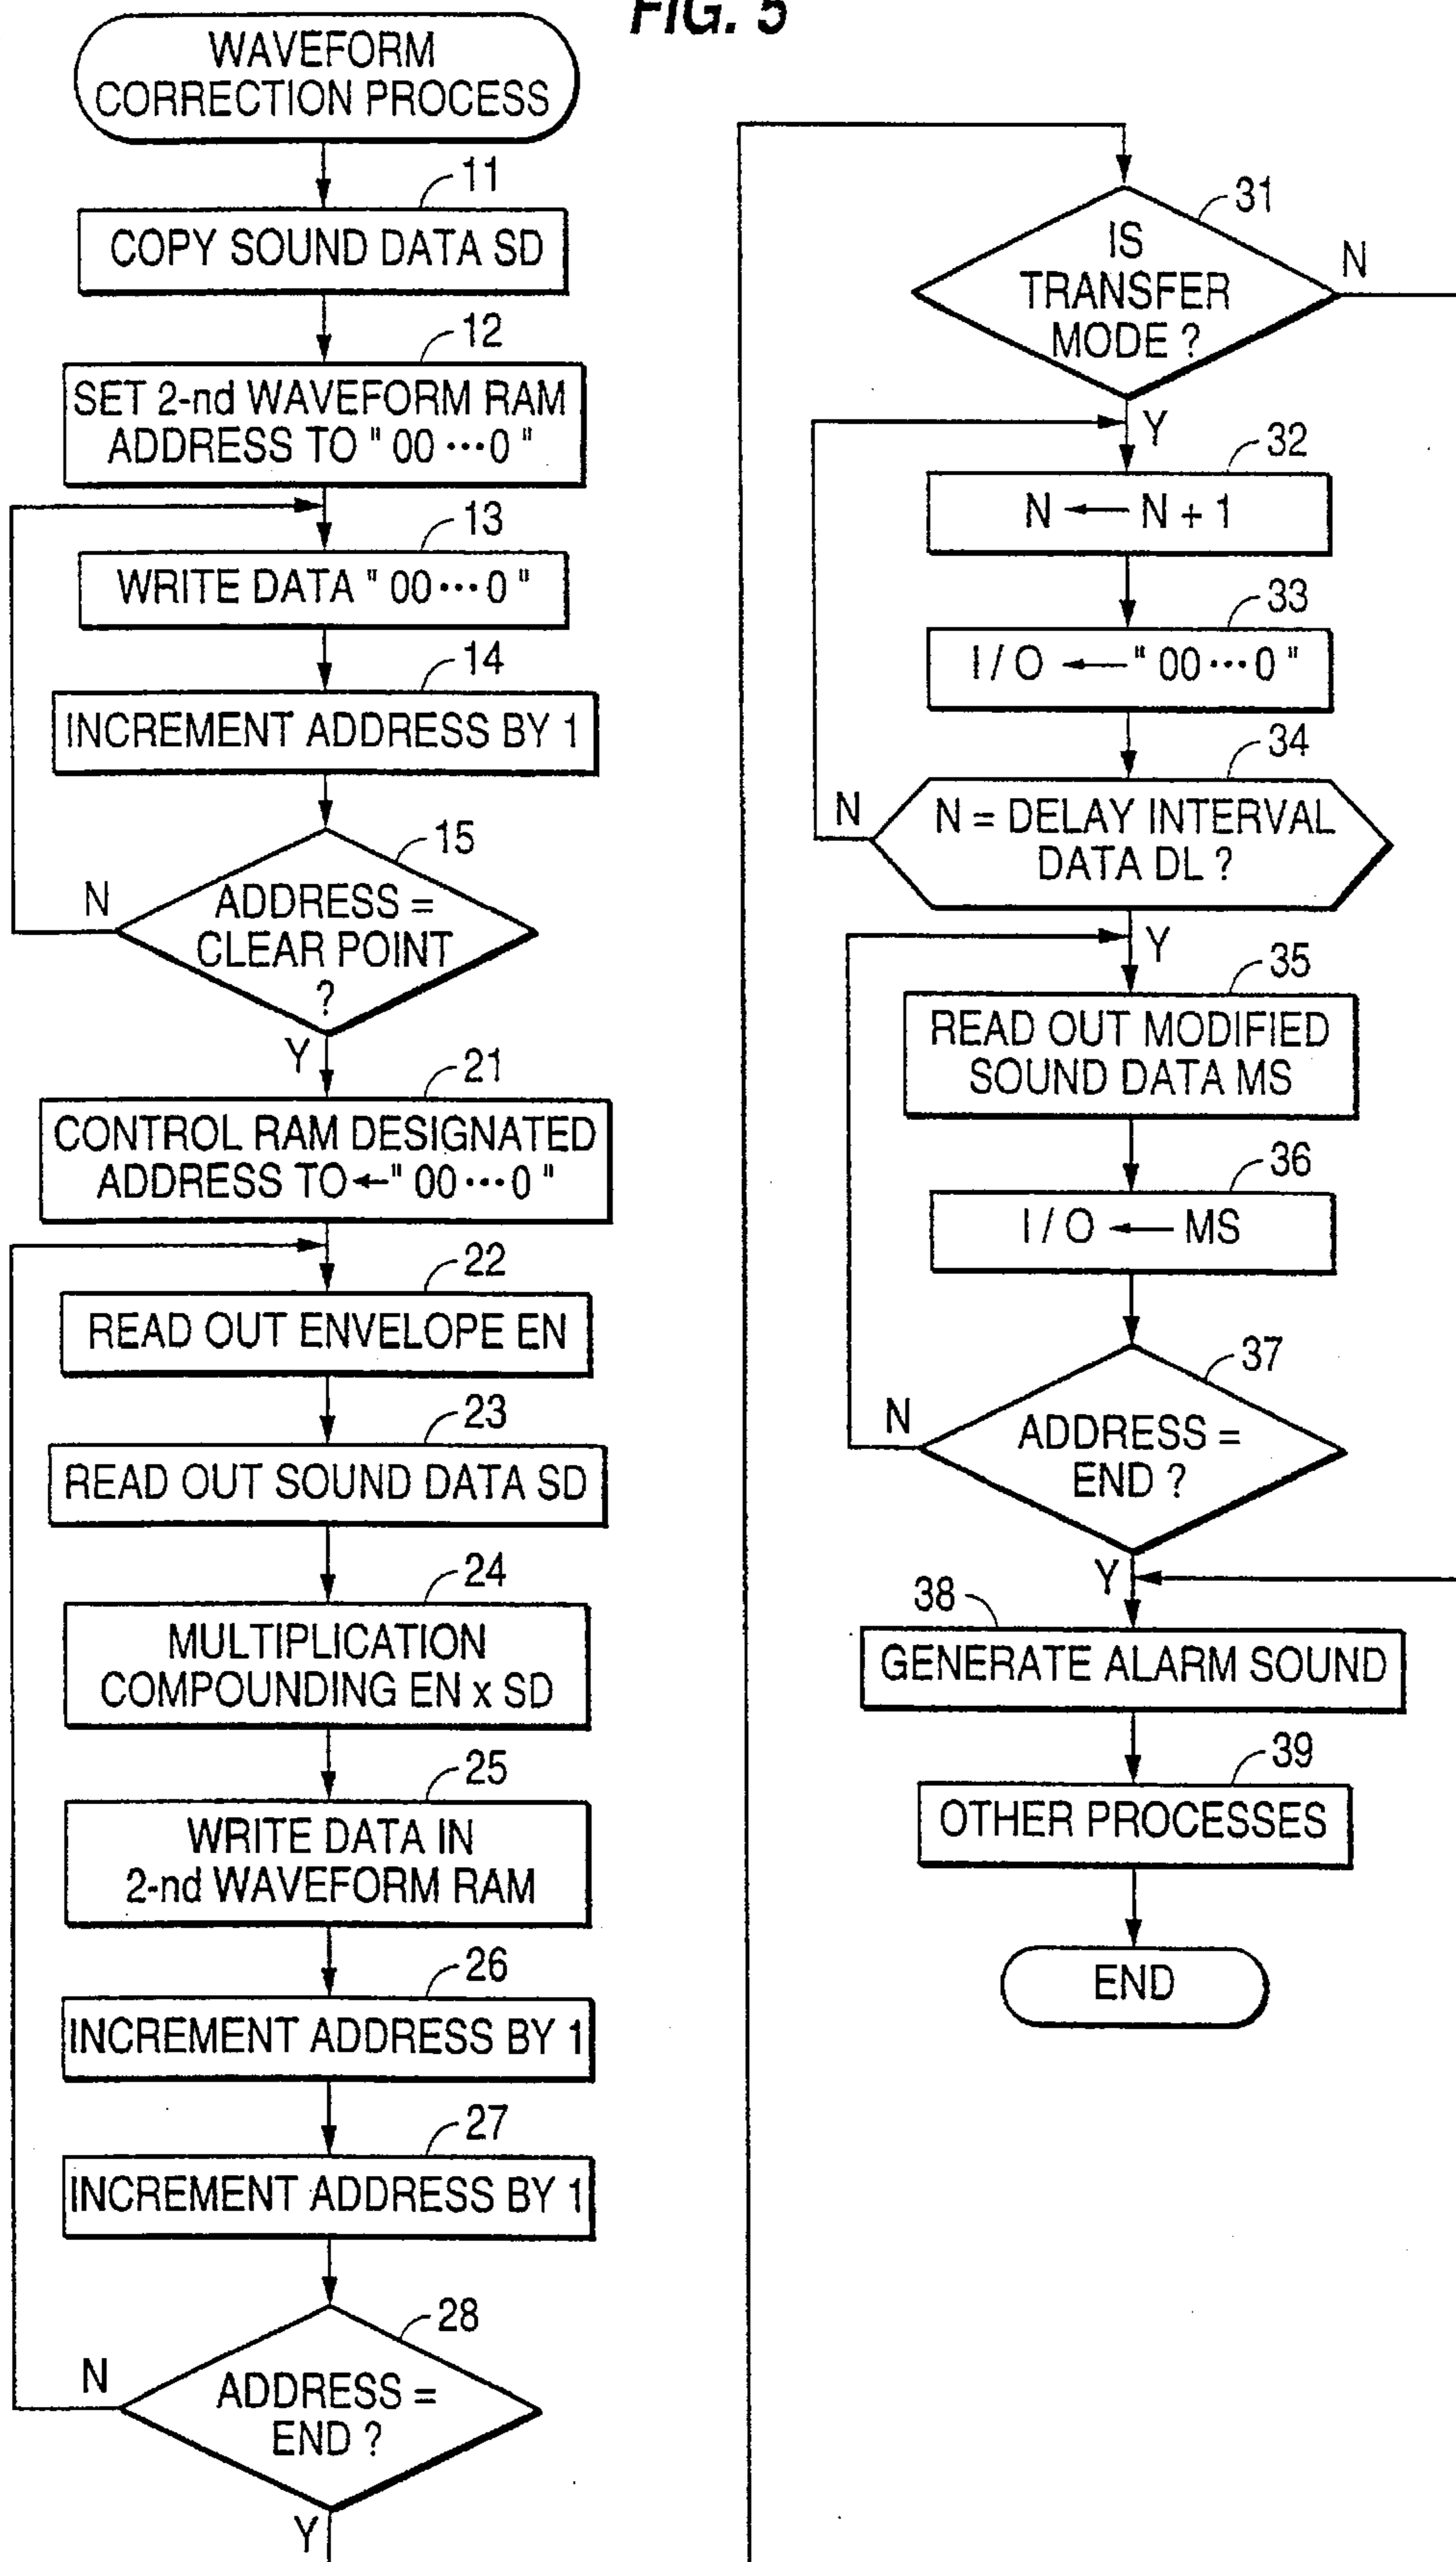 FIG. 5
WAVEFORM
CORRECTION PROCESS
11
COPY SOUND DATA SD
12
SET 2-nd WAVEFORM RAM
ADDRESS TO " 00 ··· 0 "
13
WRITE DATA " 00 ··· 0 "
14
INCREMENT ADDRESS BY 1
15
ADDRESS =
CLEAR POINT
?
N
Y
21
CONTROL RAM DESIGNATED
ADDRESS TO ← " 00 ··· 0 "
22
READ OUT ENVELOPE EN
23
READ OUT SOUND DATA SD
24
MULTIPLICATION
COMPOUNDING EN x SD
25
WRITE DATA IN
2-nd WAVEFORM RAM
26
INCREMENT ADDRESS BY 1
27
INCREMENT ADDRESS BY 1
28
ADDRESS =
END ?
N
Y
31
IS
TRANSFER
MODE ?
N
Y
32
N ← N + 1
33
I / O ← " 00 ··· 0 "
34
N = DELAY INTERVAL
DATA DL ?
N
Y
35
READ OUT MODIFIED
SOUND DATA MS
36
I / O ← MS
37
ADDRESS =
END ?
N
Y
38
GENERATE ALARM SOUND
39
OTHER PROCESSES
END